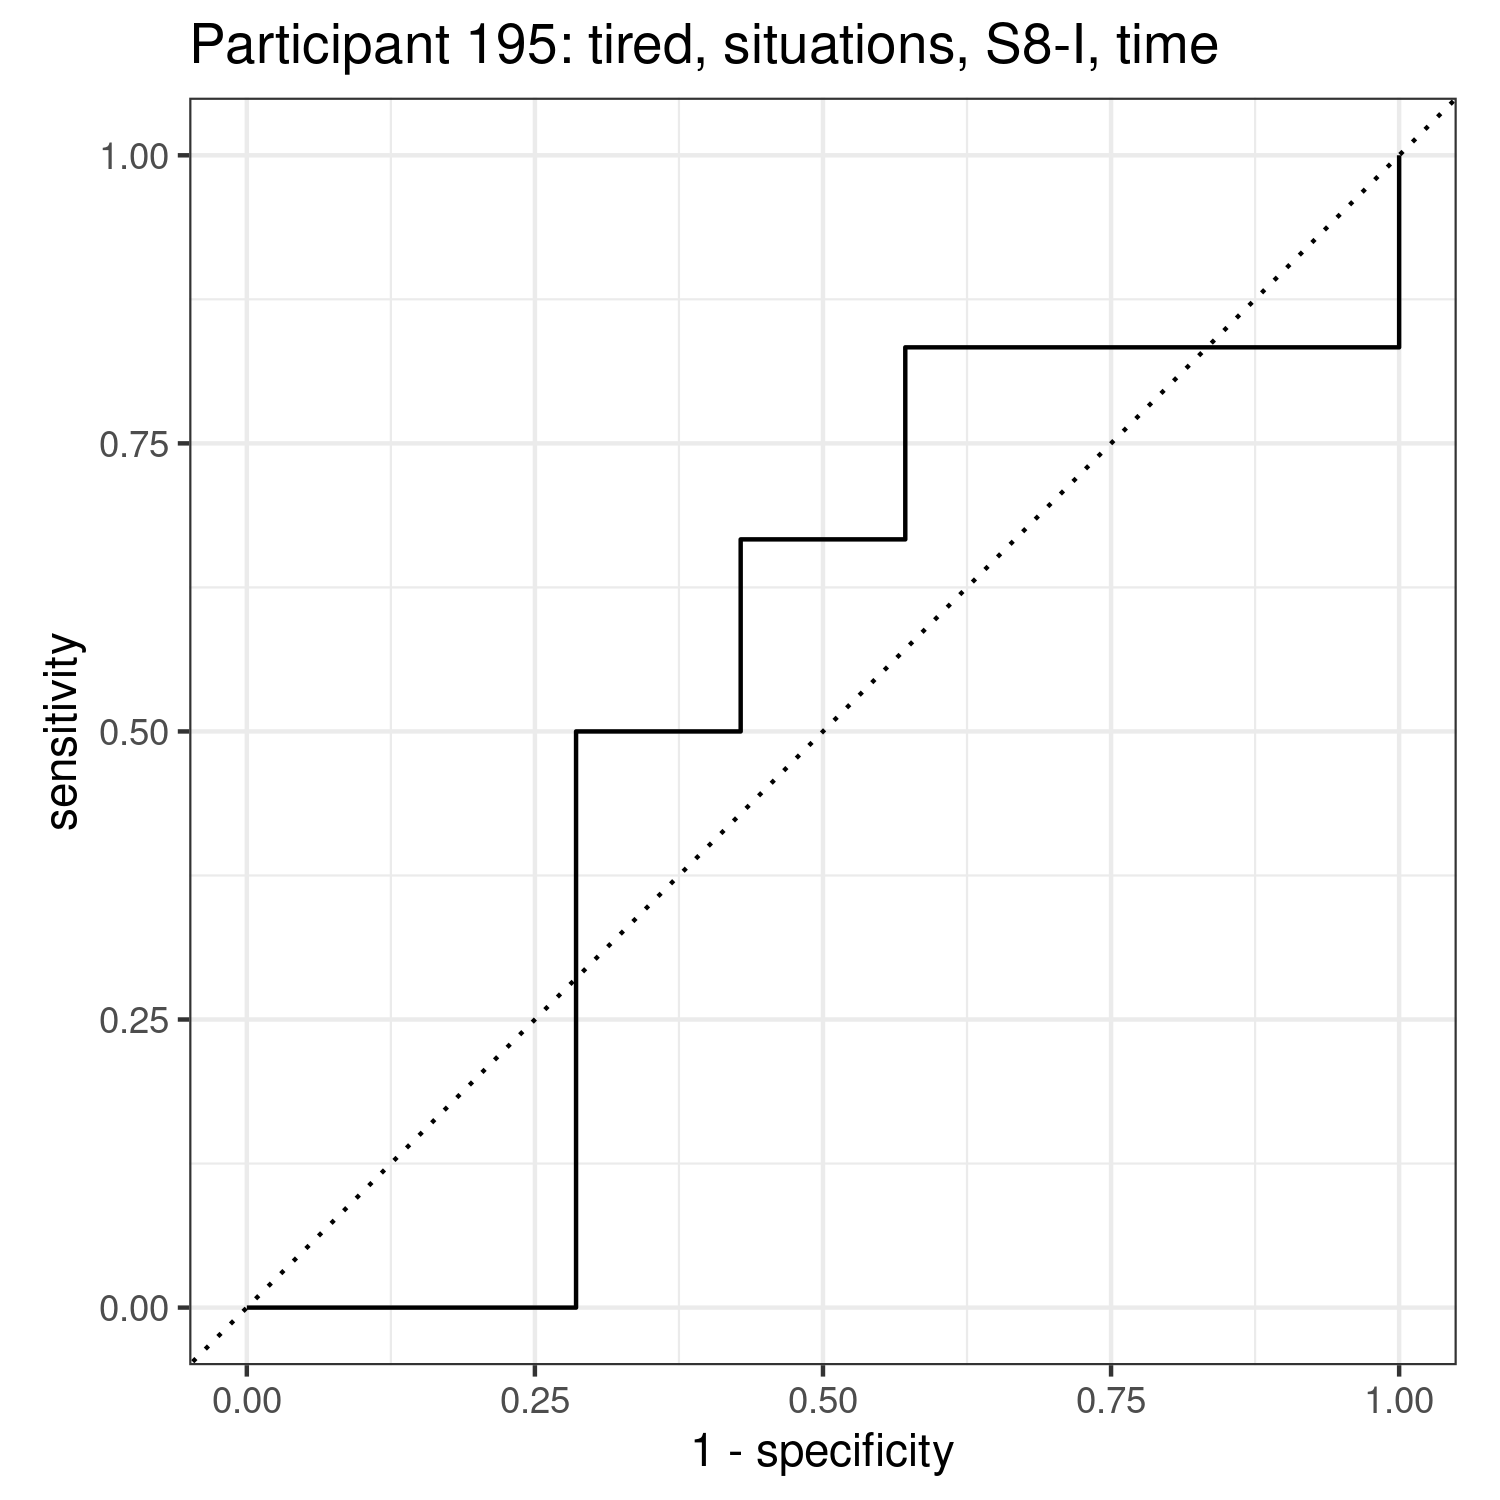 Participant 195: tired, situations, S8-I, time
1.00
0.75
0.50
0.25
0.00
sensitivity
0.00 0.25 0.50 0.75 1.00
1 - specificity